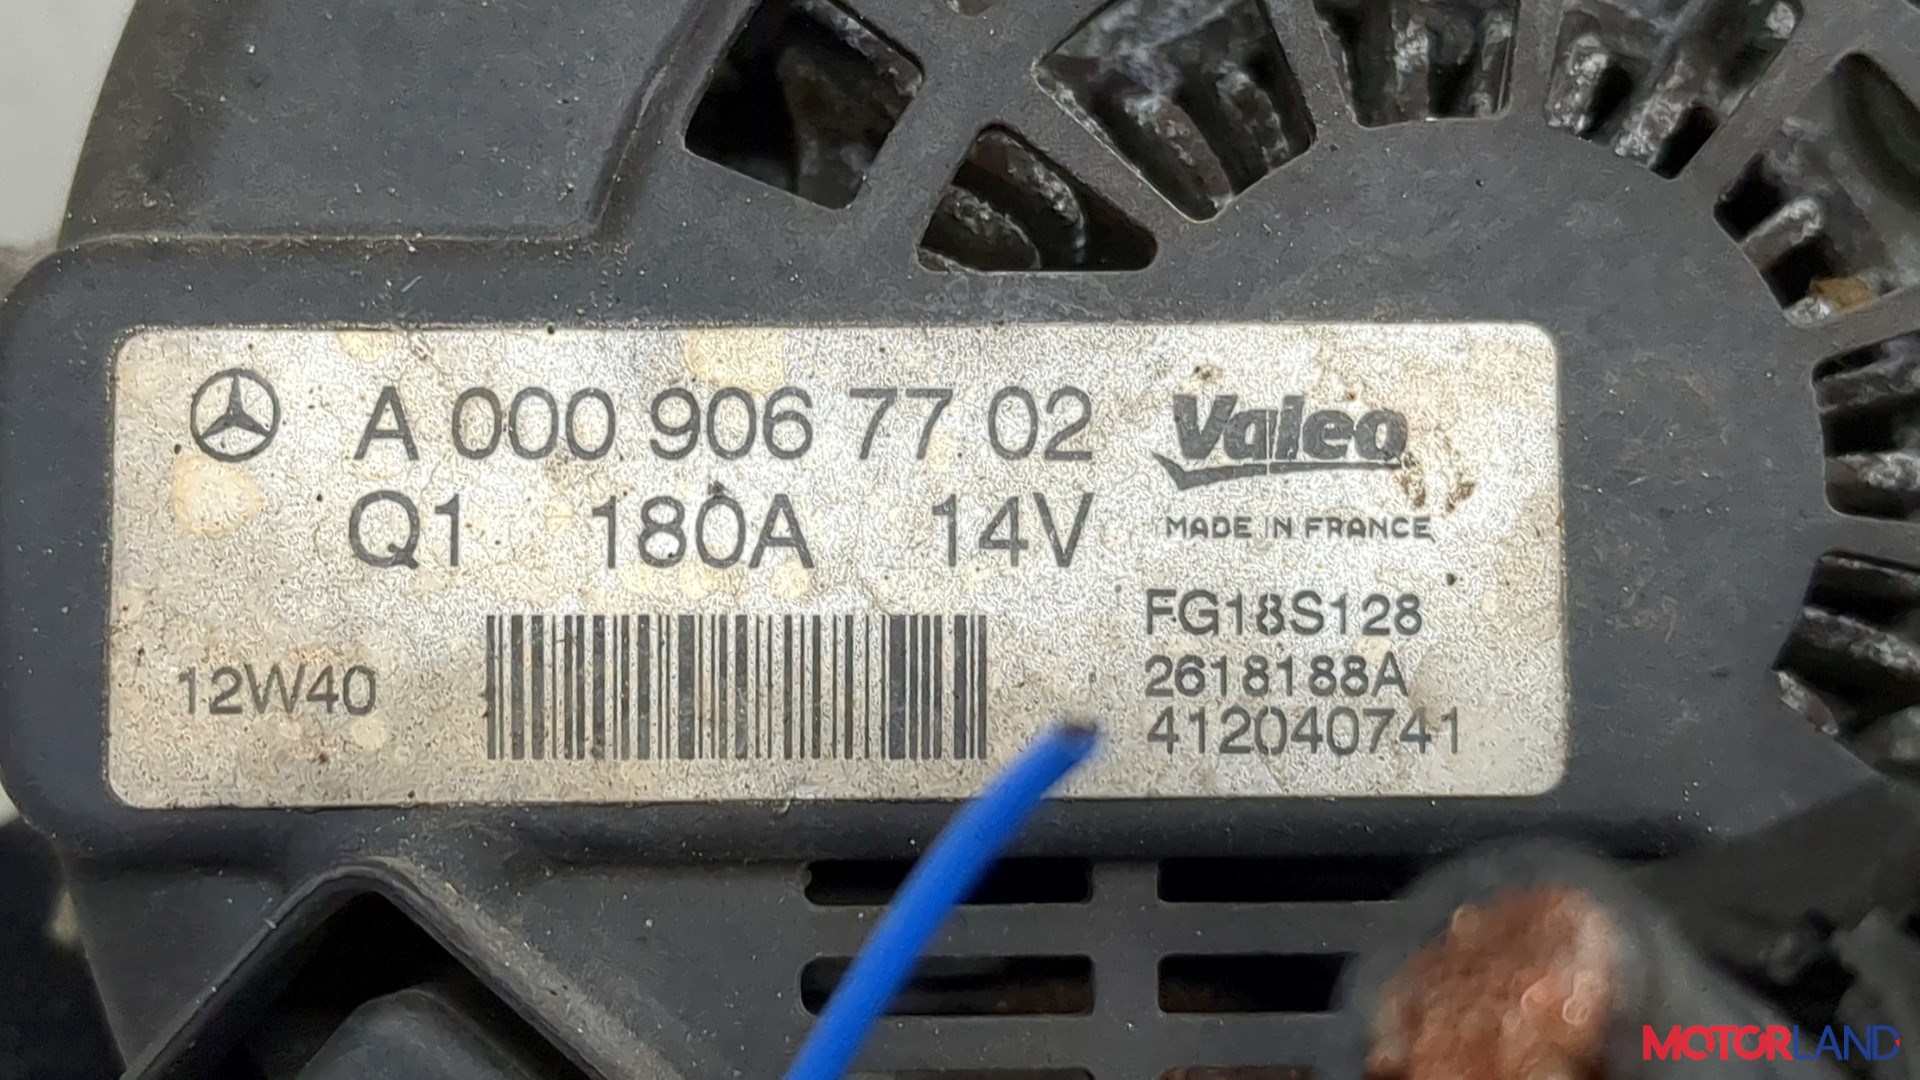 A 000 906 77 02
Q1 180A 14V
Valeo
MADE IN FRANCE
FG18S128
2618188A
412040741
12W40
MOTORLAND